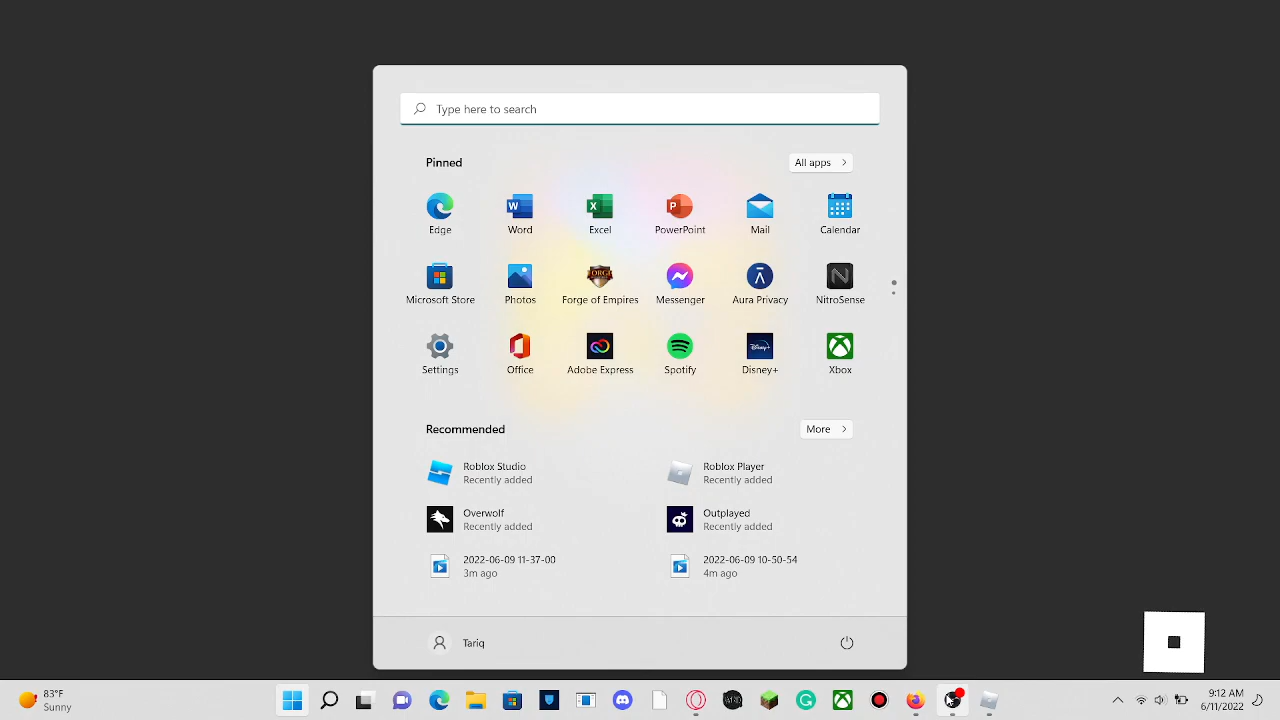 Type here to search
Pinned
All apps
Edge
Word
Excel
PowerPoint
Mail
Calendar
Microsoft Store
Photos
Forge of Empires
Messenger
Aura Privacy
NitroSense
Settings
Office
Adobe Express
Spotify
Disney+
Xbox
Recommended
More
Roblox Studio
Recently added
Roblox Player
Recently added
Overwolf
Recently added
Outplayed
Recently added
2022-06-09 11-37-00
3m ago
2022-06-09 10-50-54
4m ago
Tariq
83°F
Sunny
9:12 AM
6/11/2022